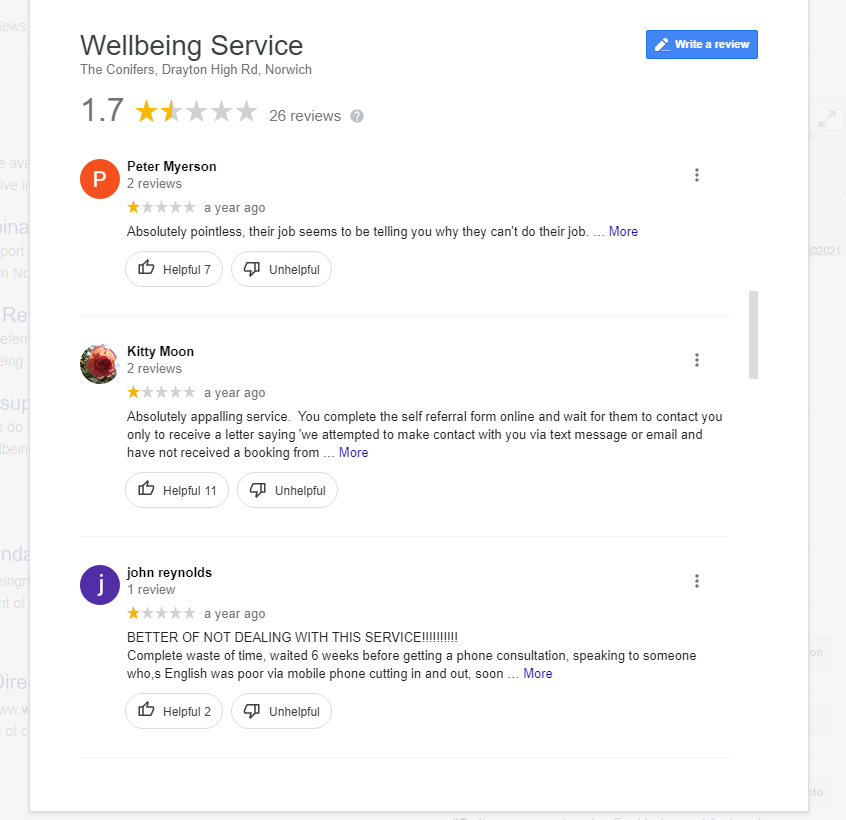 Wellbeing Service
Write a review
The Conifers, Drayton High Rd, Norwich
1.7 26 reviews ?
P
Peter Myerson
2 reviews
a year ago
Absolutely pointless, their job seems to be telling you why they can't do their job. … More
Helpful 7 Unhelpful
Kitty Moon
2 reviews
a year ago
Absolutely appalling service. You complete the self referral form online and wait for them to contact you
only to receive a letter saying 'we attempted to make contact with you via text message or email and
have not received a booking from … More
Helpful 11 Unhelpful
j
john reynolds
1 review
a year ago
BETTER OF NOT DEALING WITH THIS SERVICE!!!!!!!!!!
Complete waste of time, waited 6 weeks before getting a phone consultation, speaking to someone
who,s English was poor via mobile phone cutting in and out, soon … More
Helpful 2 Unhelpful
©2021